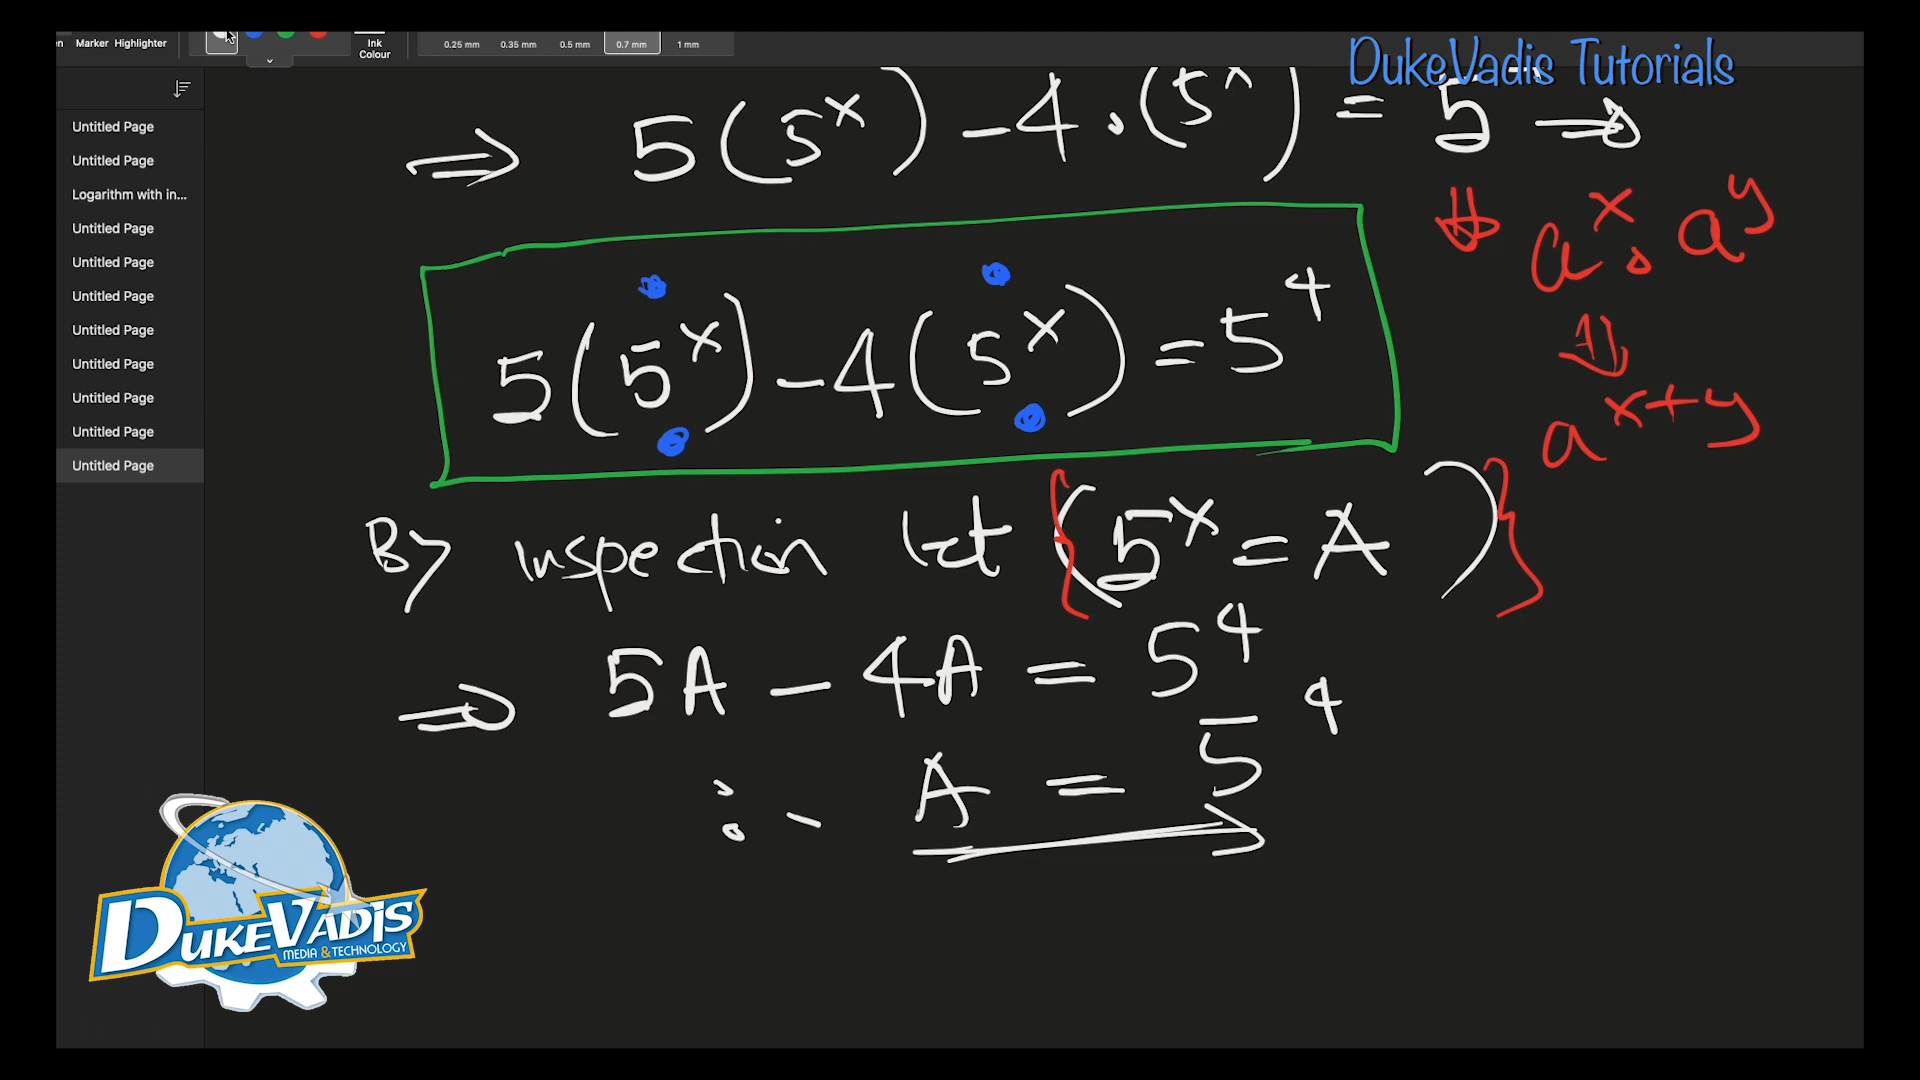 Marker Highlighter
Ink Colour
0.25 mm 0.35 mm 0.5 mm 0.7 mm 1 mm
DukeVadis Tutorials
Untitled Page
Untitled Page
Logarithm with in...
Untitled Page
Untitled Page
Untitled Page
Untitled Page
Untitled Page
Untitled Page
Untitled Page
Untitled Page
⇒ 5(5^x) - 4.(5^x) = 5 ⇒
a^x . a^y
⇓
a^{x+y}
5(5^x) - 4(5^x) = 5^4
By inspection let {(5^x = A)}
⇒ 5A - 4A = 5^4
∴ - A = 5^4
DUKEVADIS
MEDIA & TECHNOLOGY